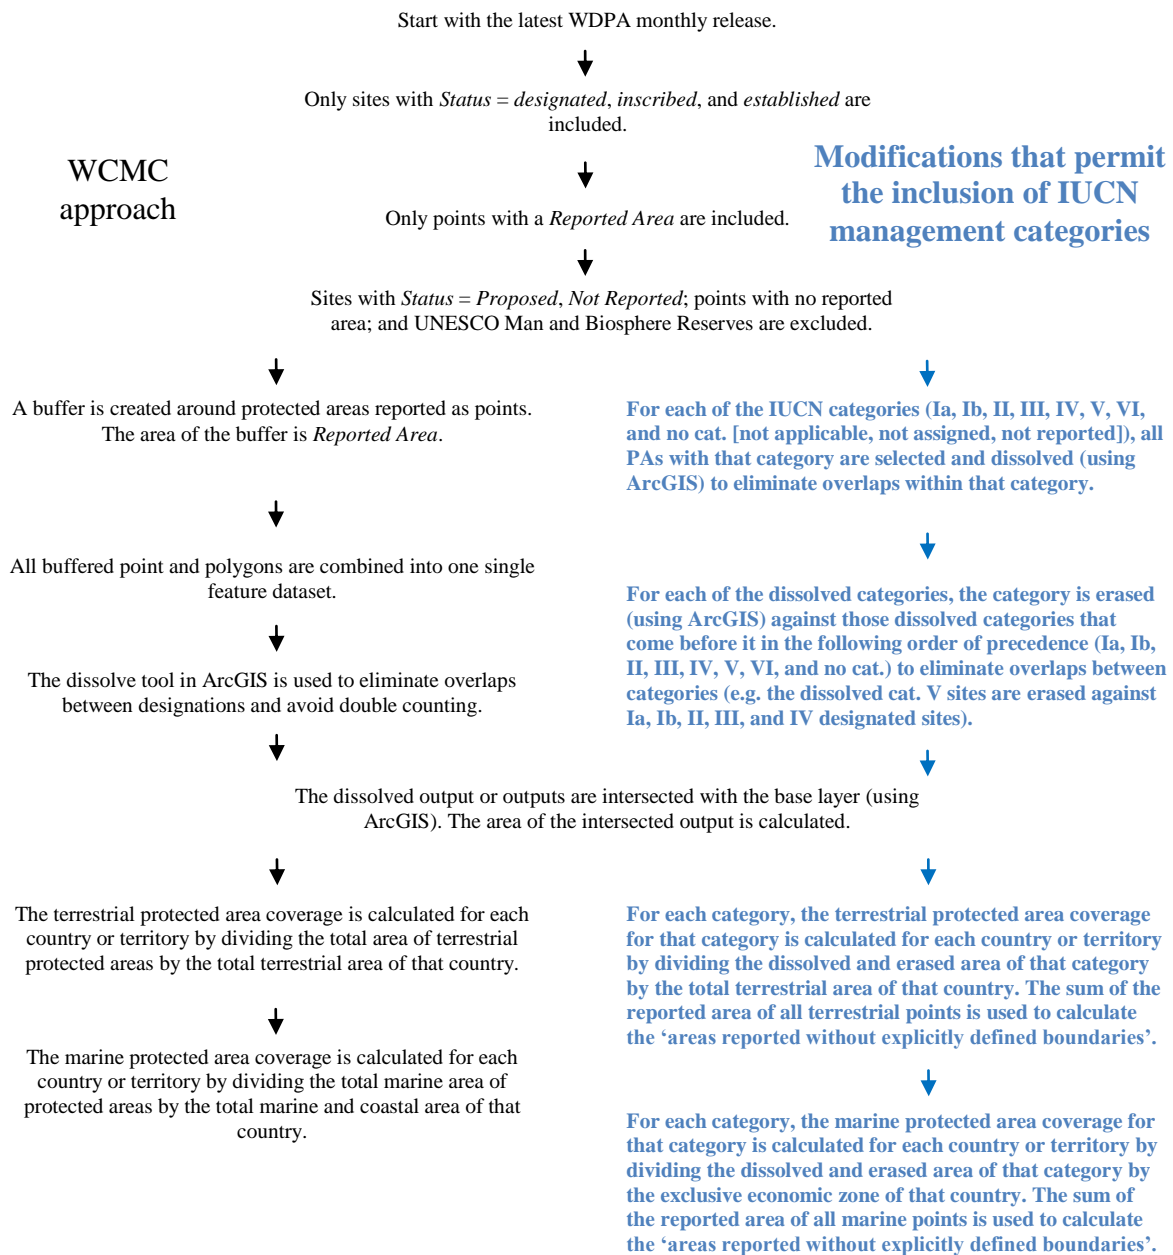 Start with the latest WDPA monthly release.
Only sites with Status = designated, inscribed, and established are
included.
WCMC
approach
Modifications that permit
the inclusion of IUCN
management categories
Only points with a Reported Area are included.
Sites with Status = Proposed, Not Reported; points with no reported
area; and UNESCO Man and Biosphere Reserves are excluded.
A buffer is created around protected areas reported as points.
The area of the buffer is Reported Area.
All buffered point and polygons are combined into one single
feature dataset.
The dissolve tool in ArcGIS is used to eliminate overlaps
between designations and avoid double counting.
For each of the IUCN categories (Ia, Ib, II, III, IV, V, VI,
and no cat. [not applicable, not assigned, not reported]), all
PAs with that category are selected and dissolved (using
ArcGIS) to eliminate overlaps within that category.
For each of the dissolved categories, the category is erased
(using ArcGIS) against those dissolved categories that
come before it in the following order of precedence (Ia, Ib,
II, III, IV, V, VI, and no cat.) to eliminate overlaps between
categories (e.g. the dissolved cat. V sites are erased against
Ia, Ib, II, III, and IV designated sites).
The dissolved output or outputs are intersected with the base layer (using
ArcGIS). The area of the intersected output is calculated.
The terrestrial protected area coverage is calculated for each
country or territory by dividing the total area of terrestrial
protected areas by the total terrestrial area of that country.
The marine protected area coverage is calculated for each
country or territory by dividing the total marine area of
protected areas by the total marine and coastal area of that
country.
For each category, the terrestrial protected area coverage
for that category is calculated for each country or territory
by dividing the dissolved and erased area of that category
by the total terrestrial area of that country. The sum of the
reported area of all terrestrial points is used to calculate
the ‘areas reported without explicitly defined boundaries’.
For each category, the marine protected area coverage for
that category is calculated for each country or territory by
dividing the dissolved and erased area of that category by
the exclusive economic zone of that country. The sum of
the reported area of all marine points is used to calculate
the ‘areas reported without explicitly defined boundaries’.